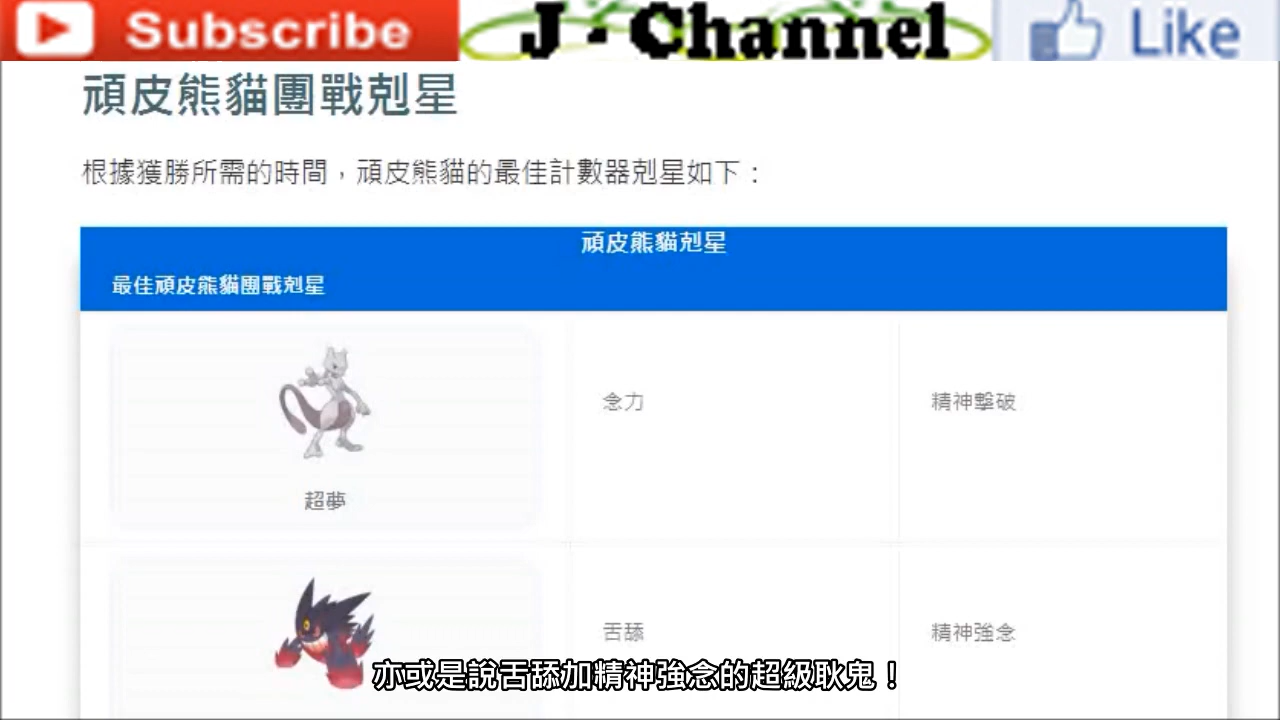 Subscribe
J - Channel
Like
頑皮熊貓團戰剋星
根據獲勝所需的時間，頑皮熊貓的最佳計數器剋星如下：
頑皮熊貓剋星
最佳頑皮熊貓團戰剋星
念力
精神擊破
超夢
舌舔
精神強念
亦或是說舌舔加精神強念的超級耿鬼！